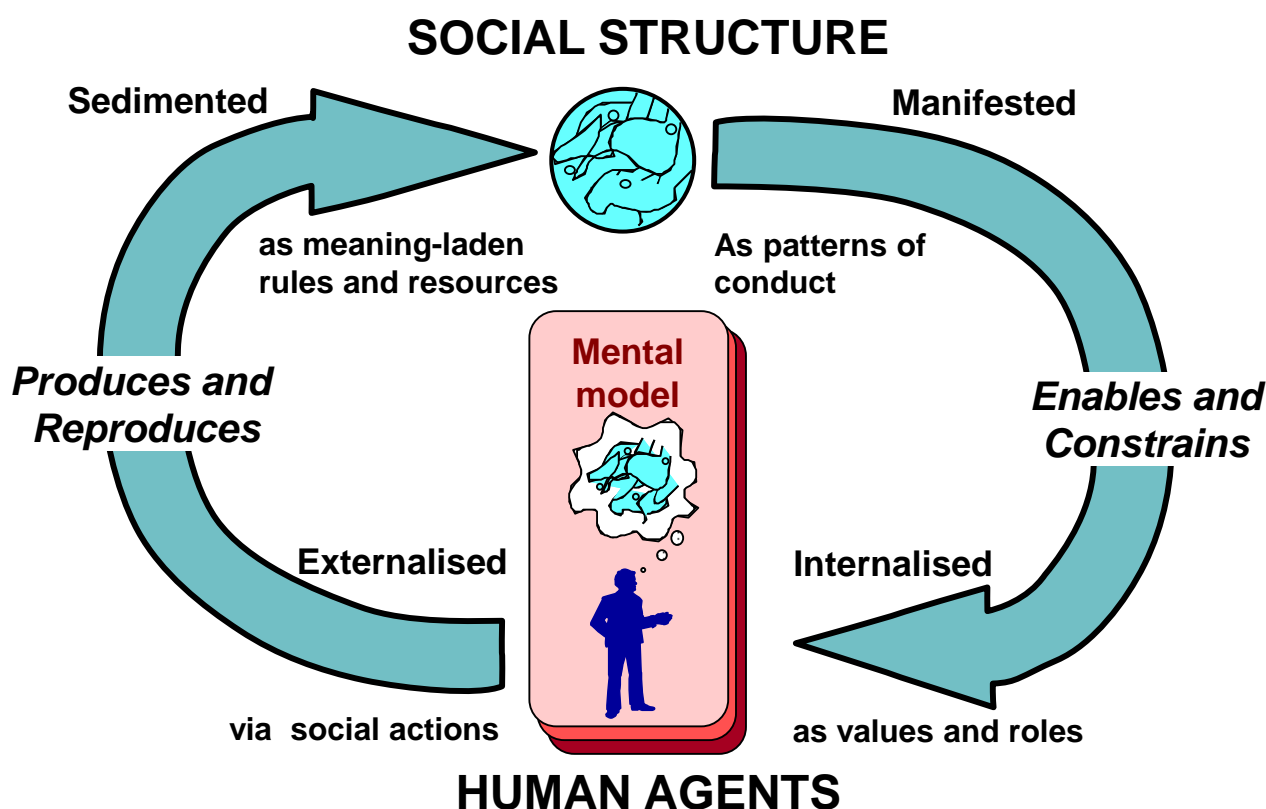 SOCIAL STRUCTURE
Sedimented
Manifested
as meaning-laden
rules and resources
As patterns of
conduct
Mental
model
Produces and
Reproduces
Enables and
Constrains
Externalised
Internalised
via social actions
as values and roles
HUMAN AGENTS